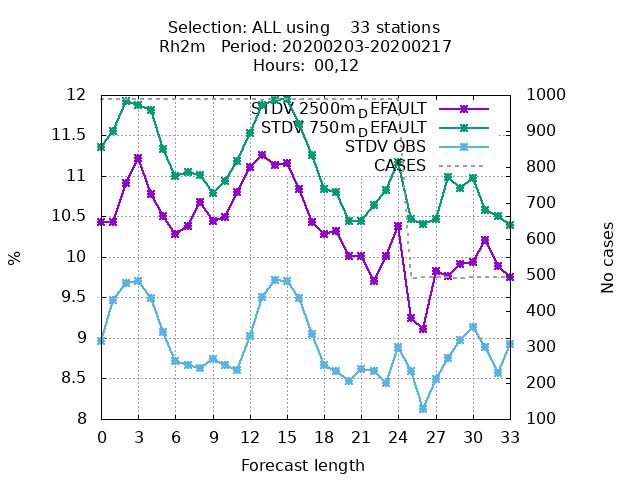 Selection: ALL using 33 stations
Rh2m Period: 20200203-20200217
Hours: 00,12
STDV 2500m_DEFAULT
STDV 750m_DEFAULT
STDV OBS
CASES
12
11.5
11
10.5
10
9.5
9
8.5
8
%
1000
900
800
700
600
500
400
300
200
100
No cases
0 3 6 9 12 15 18 21 24 27 30 33
Forecast length